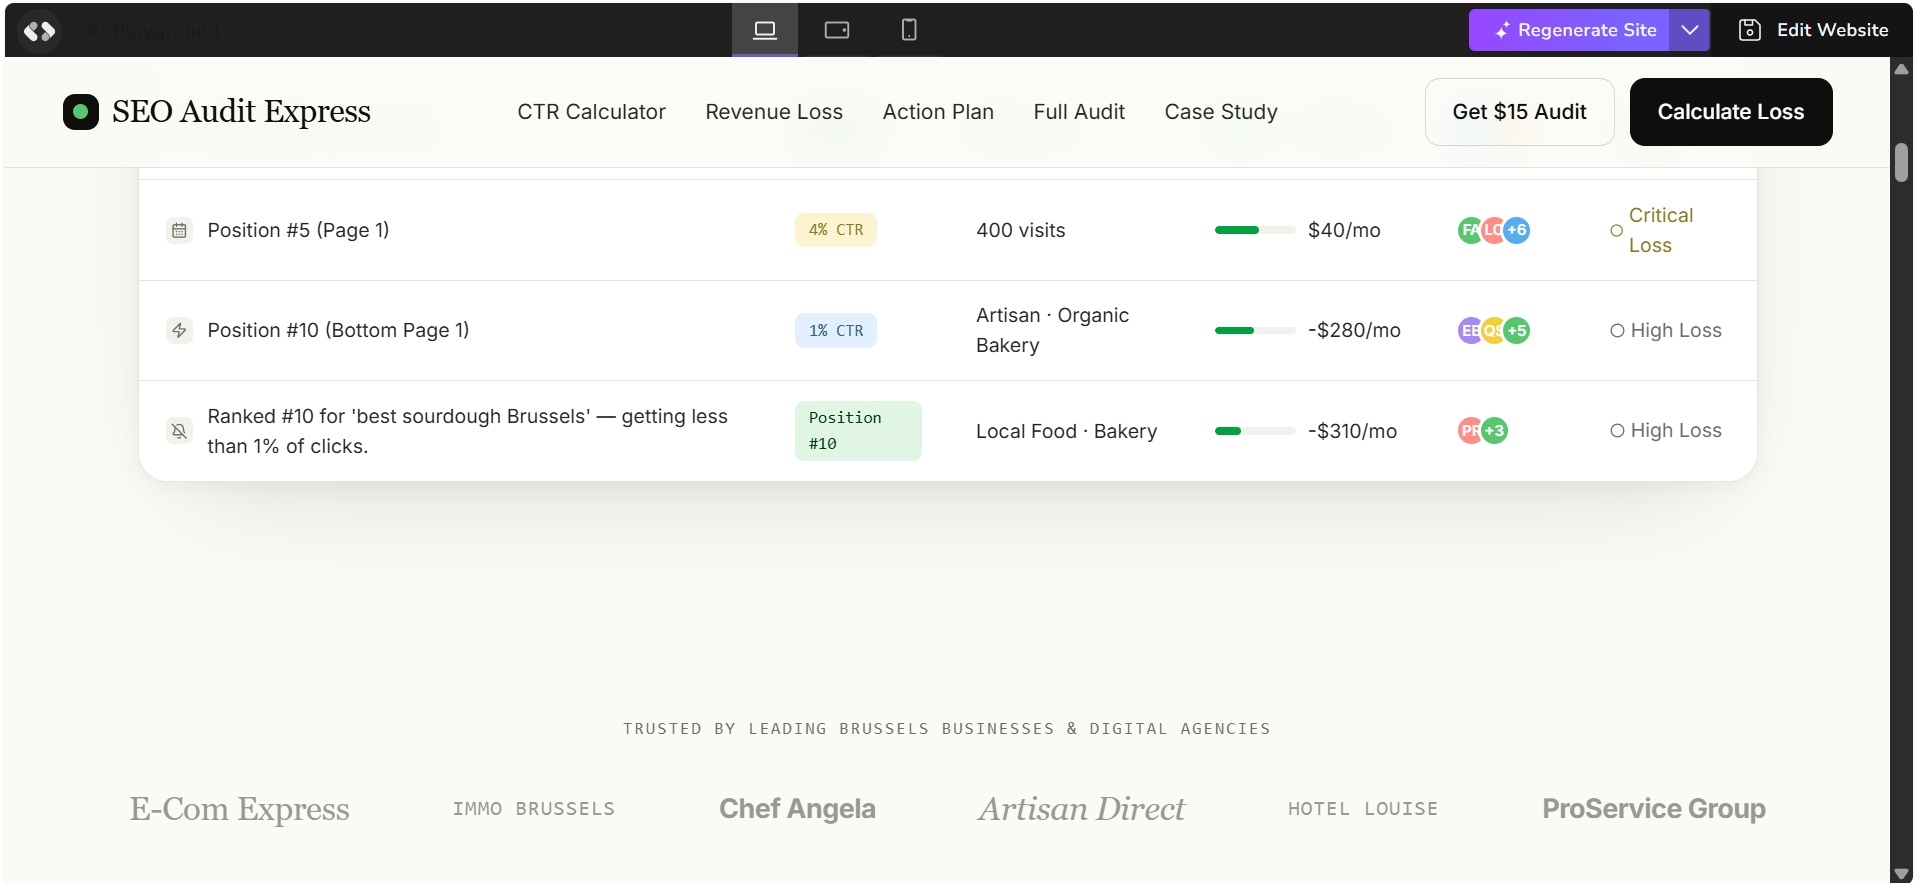 AI Playground
Regenerate Site
Edit Website
SEO Audit Express
CTR Calculator
Revenue Loss
Action Plan
Full Audit
Case Study
Get $15 Audit
Calculate Loss
Position #5 (Page 1)
4% CTR
400 visits
$40/mo
FA
LC
+6
Critical
Loss
Position #10 (Bottom Page 1)
1% CTR
Artisan · Organic
Bakery
-$280/mo
+5
High Loss
Ranked #10 for 'best sourdough Brussels' — getting less
than 1% of clicks.
Position
#10
Local Food · Bakery
-$310/mo
+3
High Loss
TRUSTED BY LEADING BRUSSELS BUSINESSES & DIGITAL AGENCIES
E-Com Express
IMMO BRUSSELS
Chef Angela
Artisan Direct
HOTEL LOUISE
ProService Group